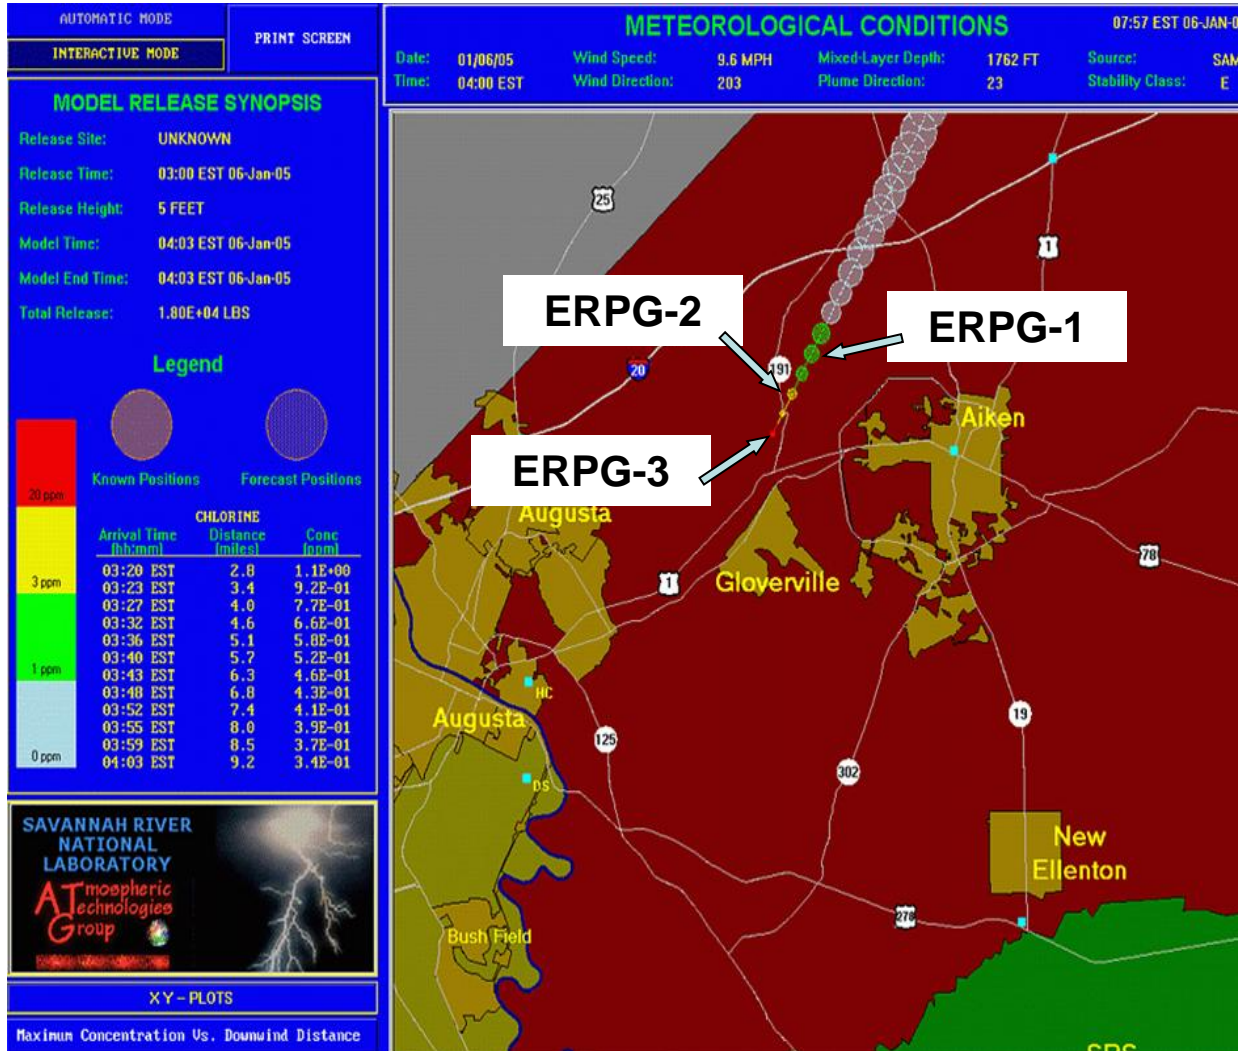 AUTOMATIC MODE
INTERACTIVE MODE
PRINT SCREEN
METEOROLOGICAL CONDITIONS
07:57 EST 06-JAN-0
Date: 01/06/05 Wind Speed: 9.6 MPH Mixed-Layer Depth: 1762 FT Source: SAM
Time: 04:00 EST Wind Direction: 203 Plume Direction: 23 Stability Class: E
MODEL RELEASE SYNOPSIS
Release Site: UNKNOWN
Release Time: 03:00 EST 06-Jan-05
Release Height: 5 FEET
Model Time: 04:03 EST 06-Jan-05
Model End Time: 04:03 EST 06-Jan-05
Total Release: 1.80E+04 LBS
Legend
Known Positions Forecast Positions
20 ppm
3 ppm
1 ppm
0 ppm
CHLORINE
Arrival Time Distance Conc
(hh:mm) (miles) (ppm)
03:20 EST 2.8 1.1E+00
03:23 EST 3.4 9.2E-01
03:27 EST 4.0 7.7E-01
03:32 EST 4.6 6.6E-01
03:36 EST 5.1 5.8E-01
03:40 EST 5.7 5.2E-01
03:43 EST 6.3 4.6E-01
03:48 EST 6.8 4.3E-01
03:52 EST 7.4 4.1E-01
03:55 EST 8.0 3.9E-01
03:59 EST 8.5 3.7E-01
04:03 EST 9.2 3.4E-01
SAVANNAH RIVER
NATIONAL
LABORATORY
ATmospheric
Technologies
Group
XY-PLOTS
Maximum Concentration Vs. Downwind Distance
25
1
ERPG-2
ERPG-1
20
191
Aiken
ERPG-3
Augusta
78
1
Gloverville
HC
Augusta
19
125
302
DS
New
Ellenton
278
Bush Field
SRS